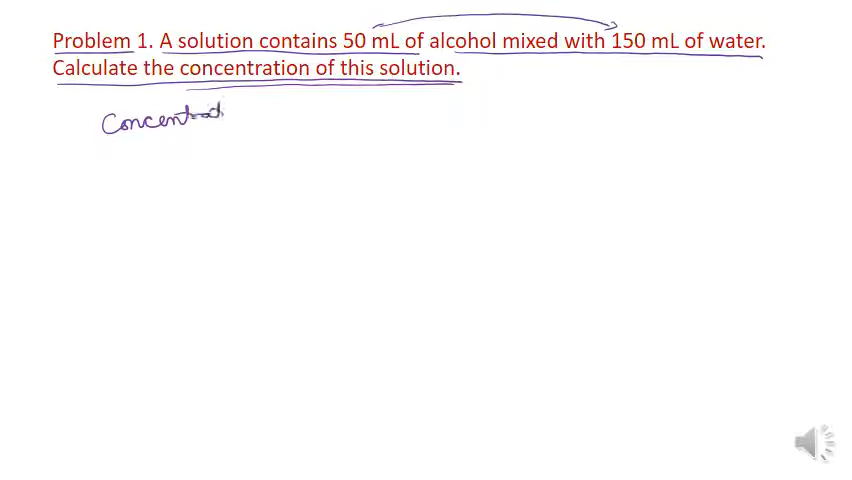 Problem 1. A solution contains 50 mL of alcohol mixed with 150 mL of water.
Calculate the concentration of this solution.